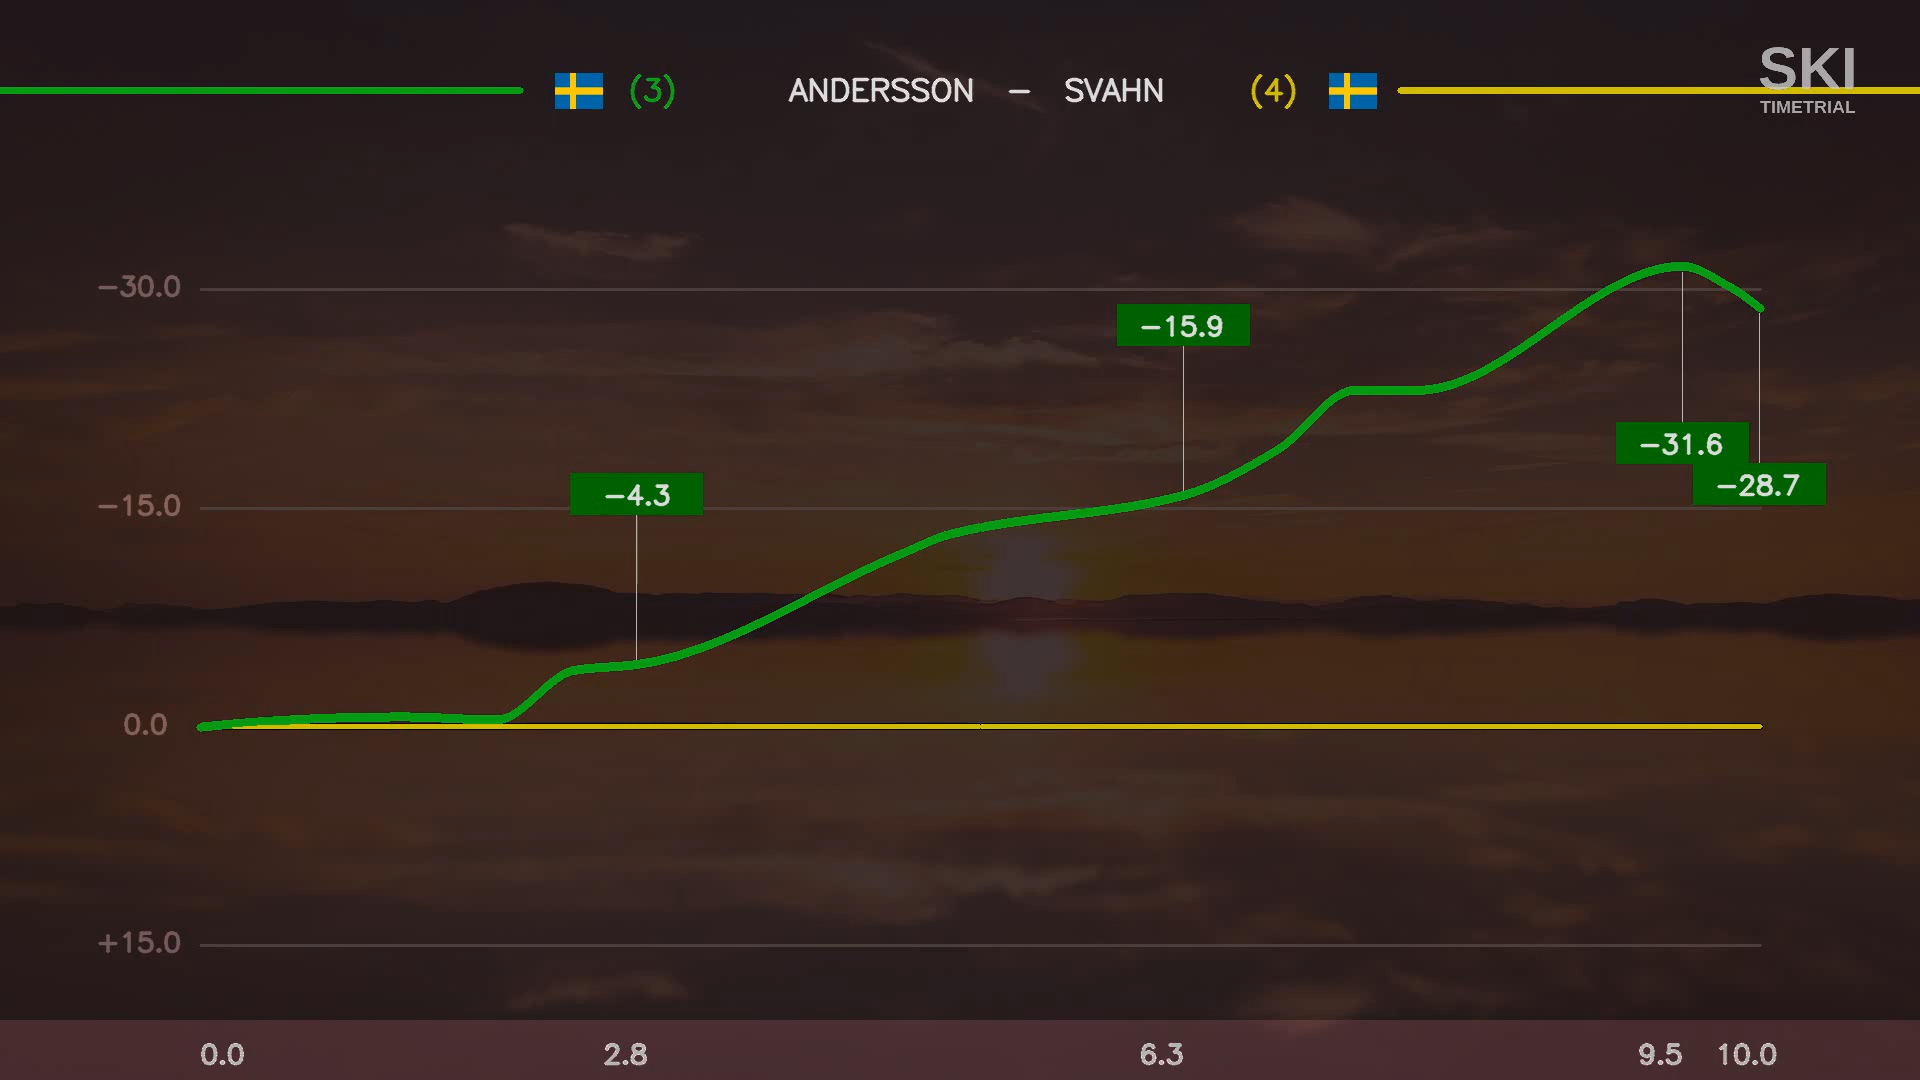 (3) ANDERSSON – SVAHN (4)
SKI
TIMETRIAL
−30.0
−15.9
−31.6
−28.7
−15.0
−4.3
0.0
+15.0
0.0 2.8 6.3 9.5 10.0